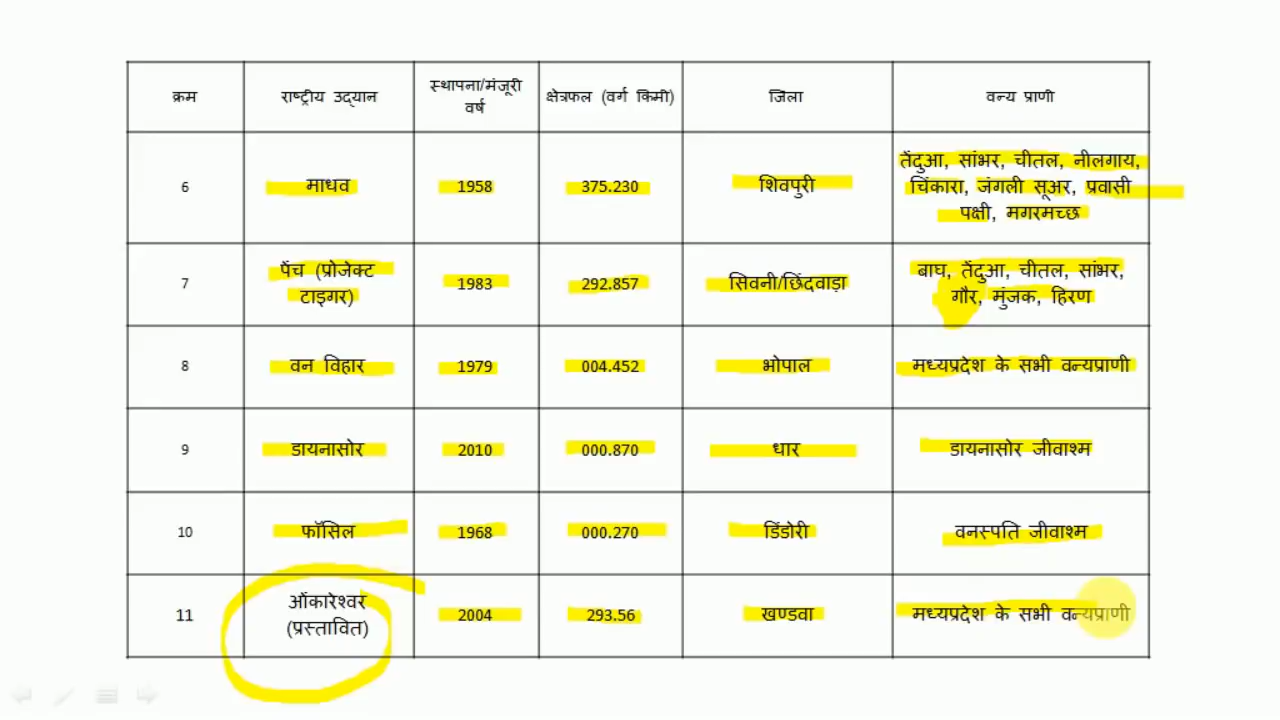 क्रम राष्ट्रीय उद्यान स्थापना/मंजूरी वर्ष क्षेत्रफल (वर्ग किमी) जिला वन्य प्राणी
6 माधव 1958 375.230 शिवपुरी तेंदुआ, सांभर, चीतल, नीलगाय,
चिंकारा, जंगली सूअर, प्रवासी
पक्षी, मगरमच्छ
7 पेंच (प्रोजेक्ट टाइगर) 1983 292.857 सिवनी/छिंदवाड़ा बाघ, तेंदुआ, चीतल, सांभर,
गौर, मुंजक, हिरण
8 वन विहार 1979 004.452 भोपाल मध्यप्रदेश के सभी वन्यप्राणी
9 डायनासोर 2010 000.870 धार डायनासोर जीवाश्म
10 फॉसिल 1968 000.270 डिंडोरी वनस्पति जीवाश्म
11 ओंकारेश्वर (प्रस्तावित) 2004 293.56 खण्डवा मध्यप्रदेश के सभी वन्यप्राणी